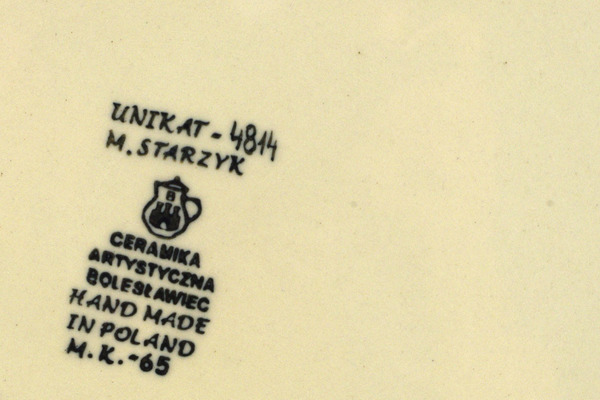 UNIKAT - 4814
M. STARZYK
B
CERAMIKA
ARTYSTYCZNA
BOLESŁAWIEC
HAND MADE
IN POLAND
M.K.-65